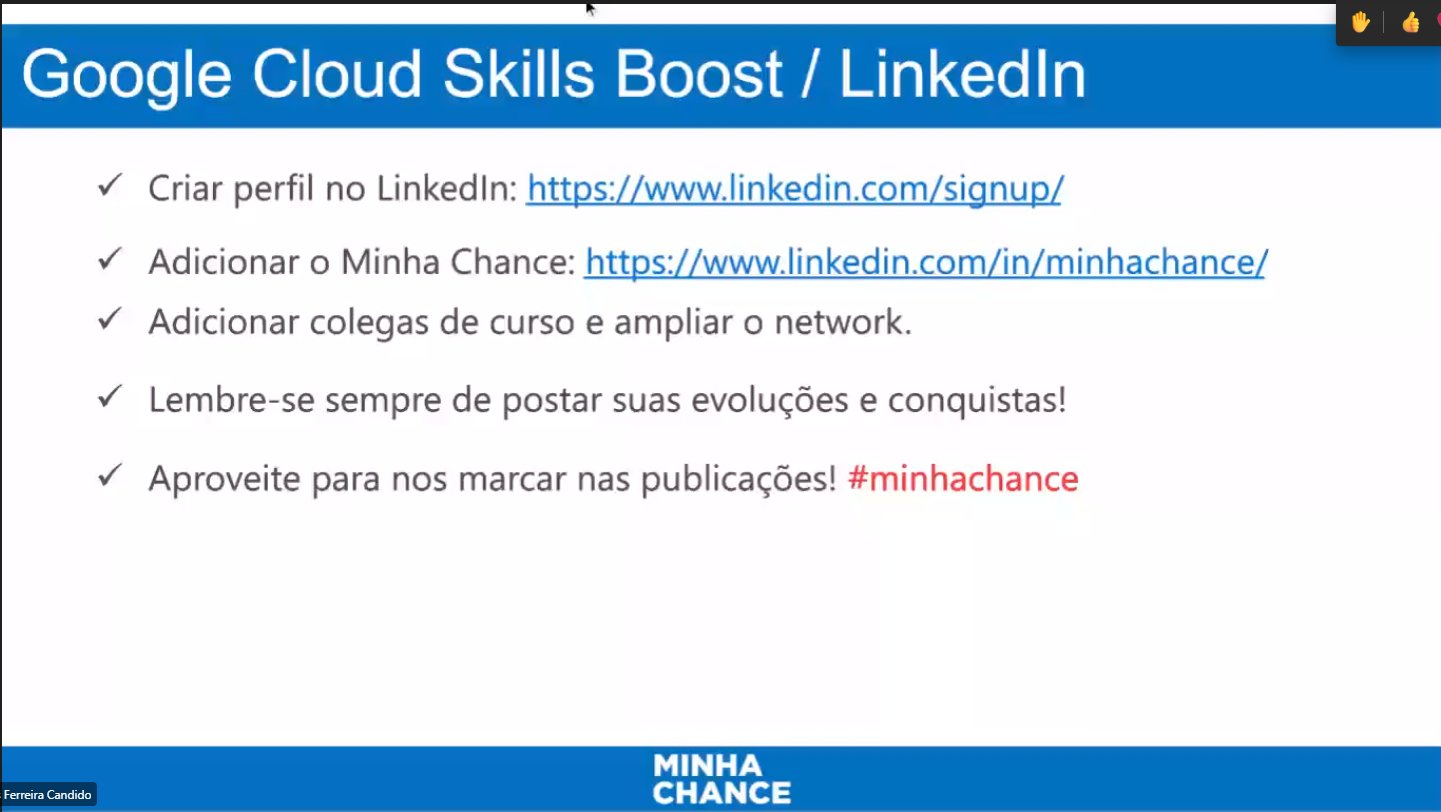 Google Cloud Skills Boost / LinkedIn
✓ Criar perfil no LinkedIn: https://www.linkedin.com/signup/
✓ Adicionar o Minha Chance: https://www.linkedin.com/in/minhachance/
✓ Adicionar colegas de curso e ampliar o network.
✓ Lembre-se sempre de postar suas evoluções e conquistas!
✓ Aproveite para nos marcar nas publicações! #minhachance
MINHA
CHANCE
Ferreira Candido